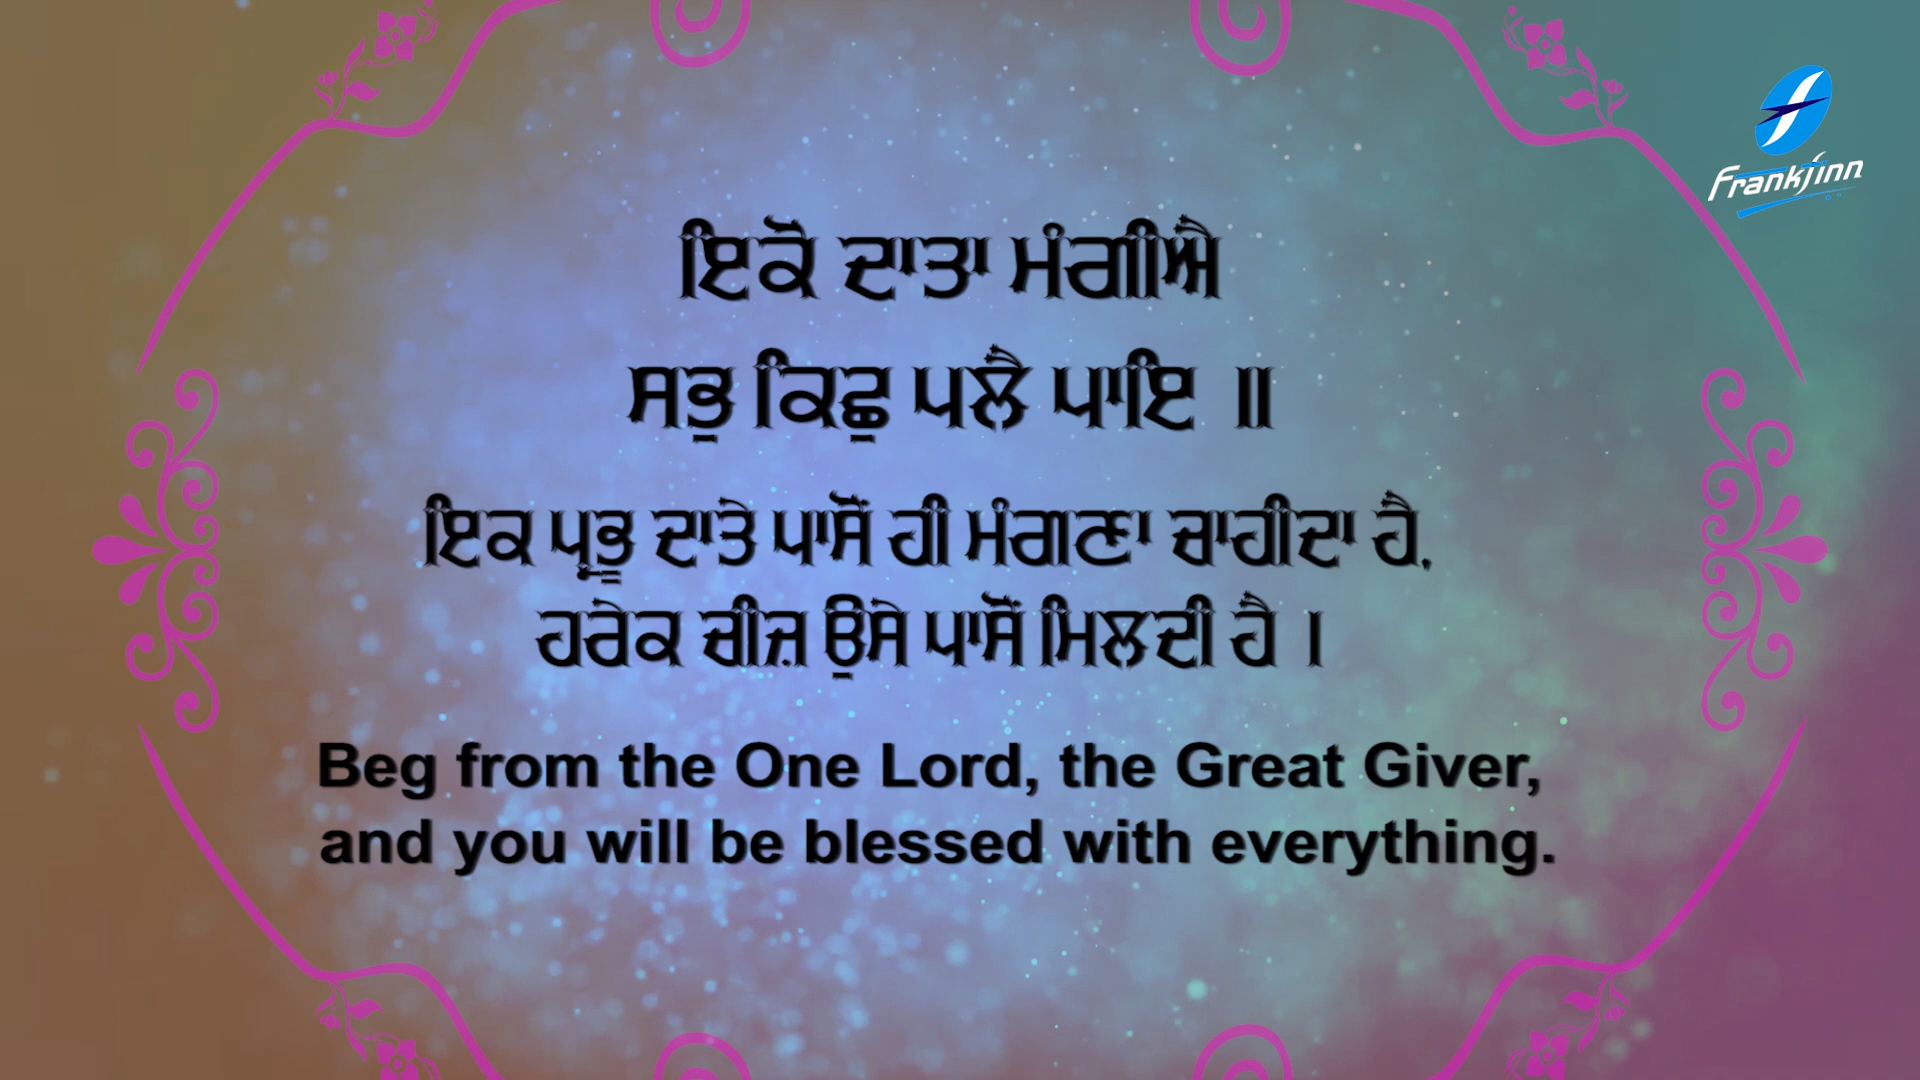 Frankfinn
ਇਕੋ ਦਾਤਾ ਮੰਗੀਐ
ਸਭੁ ਕਿਛੁ ਪਲੈ ਪਾਇ ॥
ਇਕ ਪ੍ਰਭੂ ਦਾਤੇ ਪਾਸੋਂ ਹੀ ਮੰਗਣਾ ਚਾਹੀਦਾ ਹੈ,
ਹਰੇਕ ਚੀਜ਼ ਉਸੇ ਪਾਸੋਂ ਮਿਲਦੀ ਹੈ ।
Beg from the One Lord, the Great Giver,
and you will be blessed with everything.